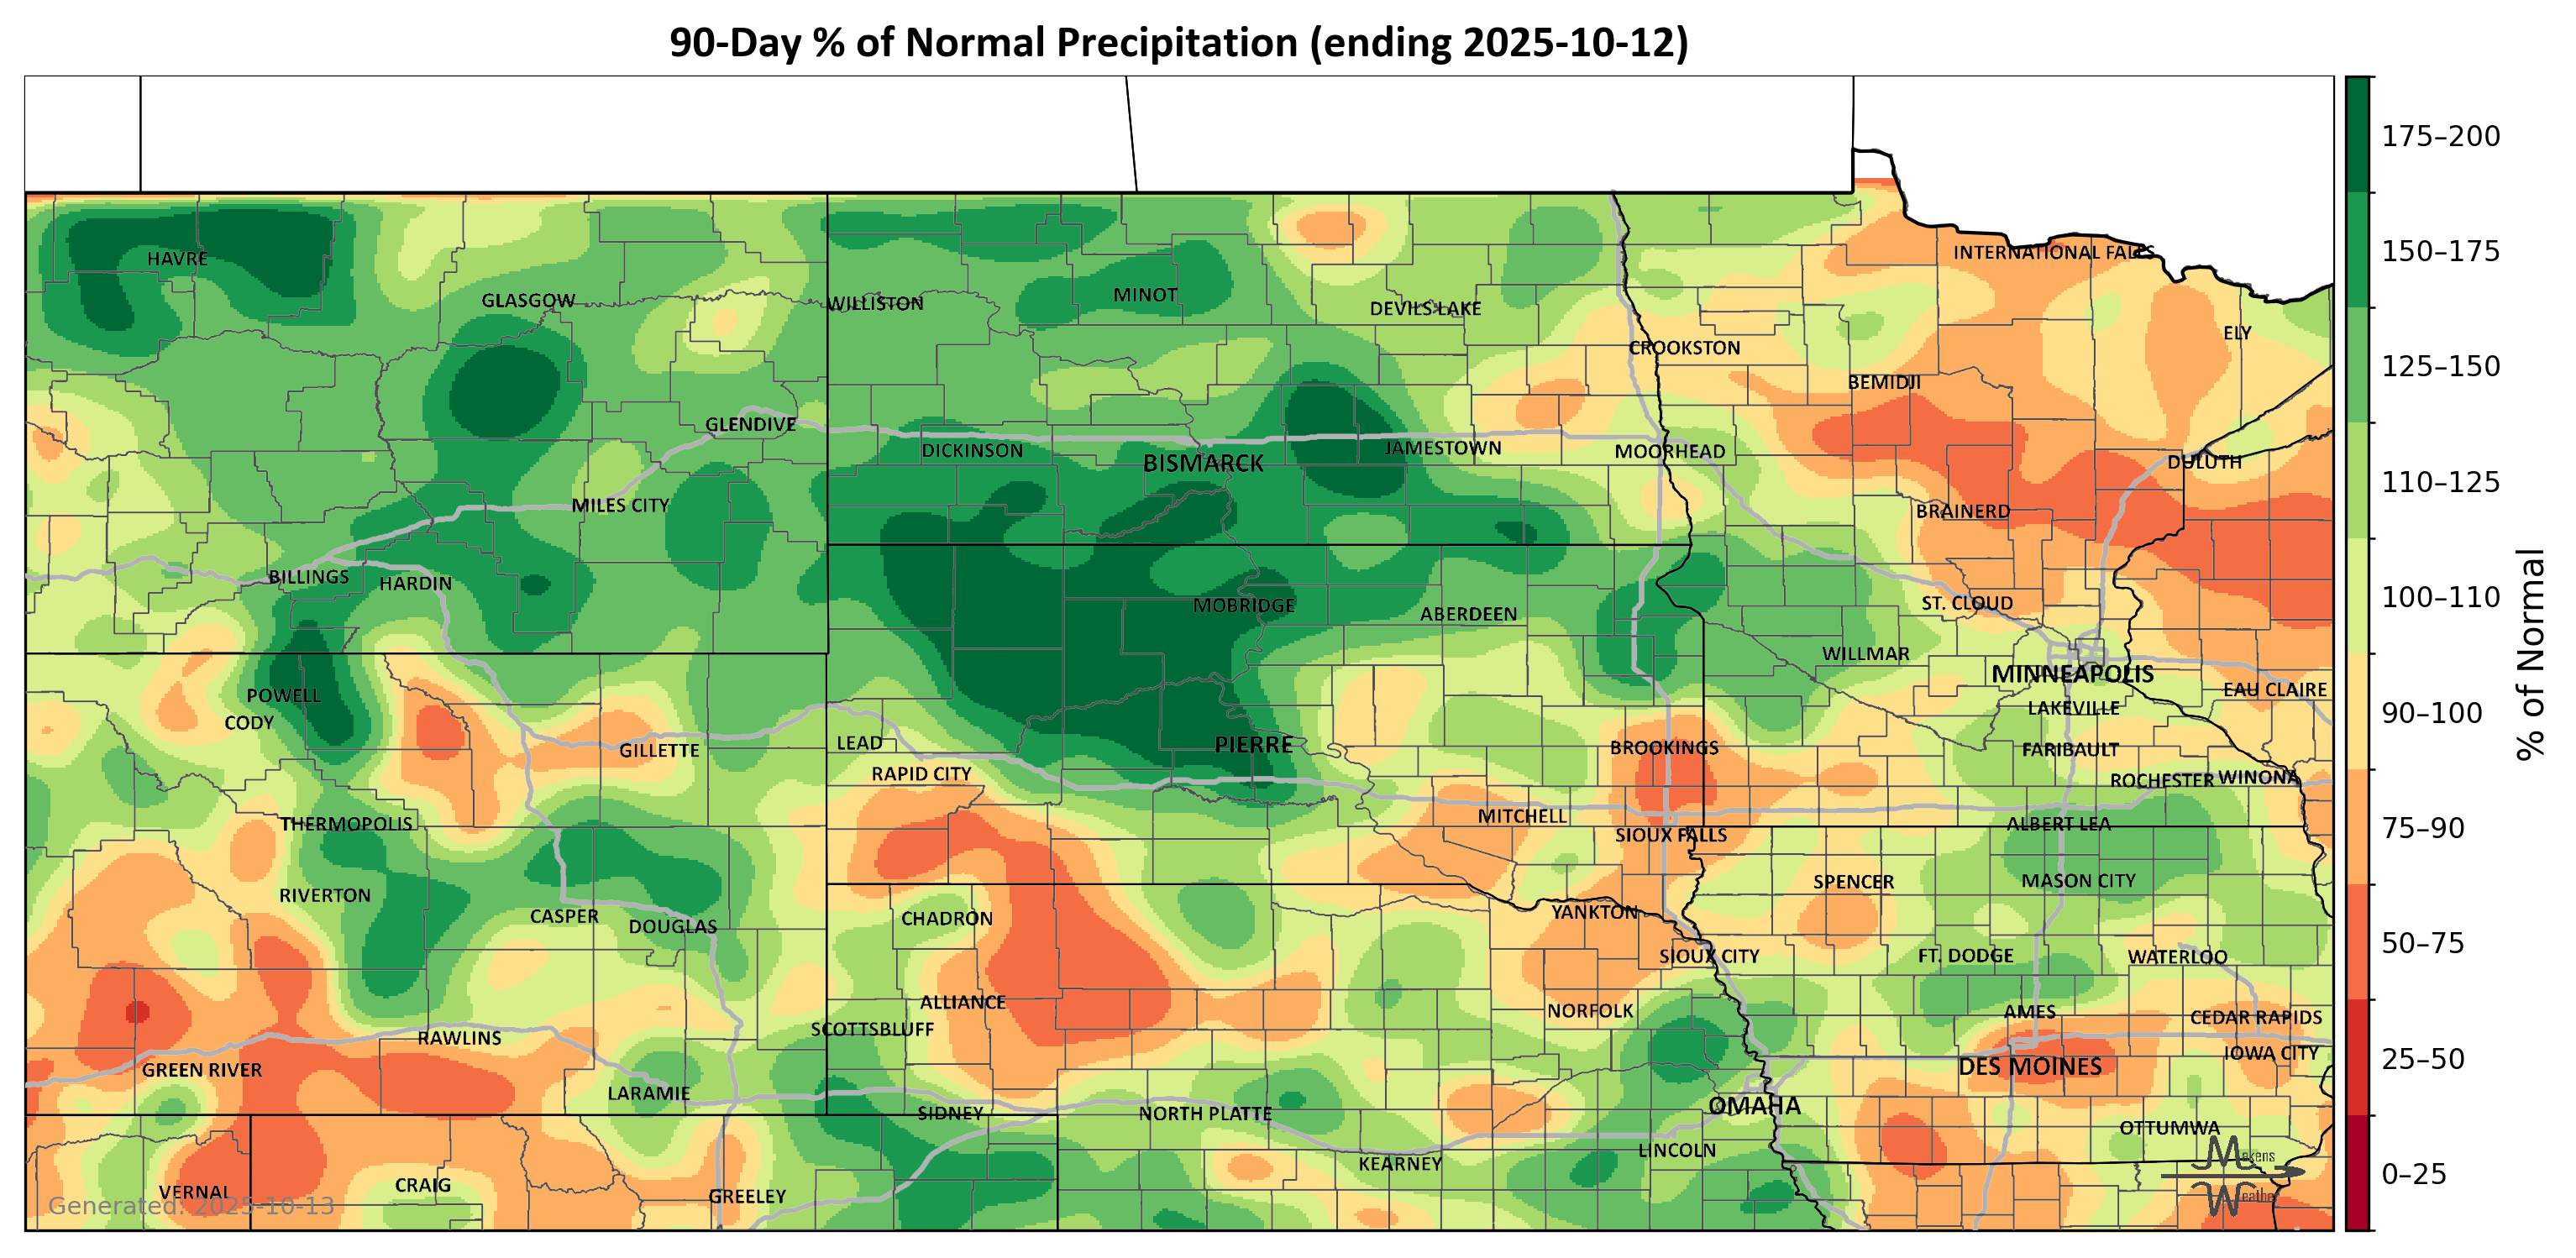 90-Day % of Normal Precipitation (ending 2025-10-12)
175–200
INTERNATIONAL FALLS
HAVRE
150–175
MINOT
GLASGOW
WILLISTON
DEVILS LAKE
ELY
CROOKSTON
125–150
BEMIDJI
GLENDIVE
DICKINSON
JAMESTOWN
MOORHEAD
BISMARCK
DULUTH
110–125
MILES CITY
BRAINERD
BILLINGS
HARDIN
100–110
MOBRIDGE
ST. CLOUD
ABERDEEN
WILLMAR
% of Normal
MINNEAPOLIS
EAU CLAIRE
POWELL
LAKEVILLE
90–100
CODY
LEAD
PIERRE
BROOKINGS
FARIBAULT
GILLETTE
RAPID CITY
ROCHESTER
WINONA
MITCHELL
THERMOPOLIS
ALBERT LEA
75–90
SIOUX FALLS
SPENCER
MASON CITY
RIVERTON
YANKTON
CASPER
CHADRON
DOUGLAS
50–75
SIOUX CITY
FT. DODGE
WATERLOO
ALLIANCE
NORFOLK
AMES
CEDAR RAPIDS
SCOTTSBLUFF
RAWLINS
IOWA CITY
25–50
GREEN RIVER
DES MOINES
LARAMIE
OMAHA
SIDNEY
NORTH PLATTE
OTTUMWA
LINCOLN
Makens
KEARNEY
0–25
CRAIG
VERNAL
GREELEY
Weather
Generated: 2025-10-13